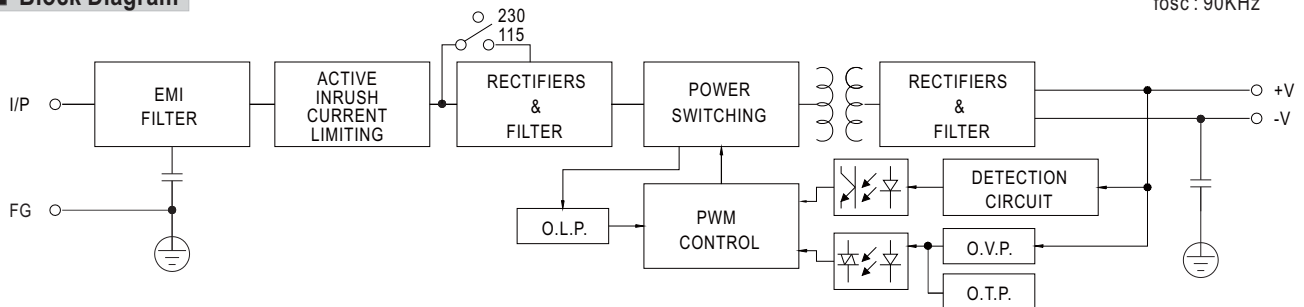 Block Diagram
fosc : 90KHz
230
115
I/P
EMI
FILTER
ACTIVE
INRUSH
CURRENT
LIMITING
RECTIFIERS
&
FILTER
POWER
SWITCHING
RECTIFIERS
&
FILTER
+V
-V
FG
O.L.P.
PWM
CONTROL
DETECTION
CIRCUIT
O.V.P.
O.T.P.